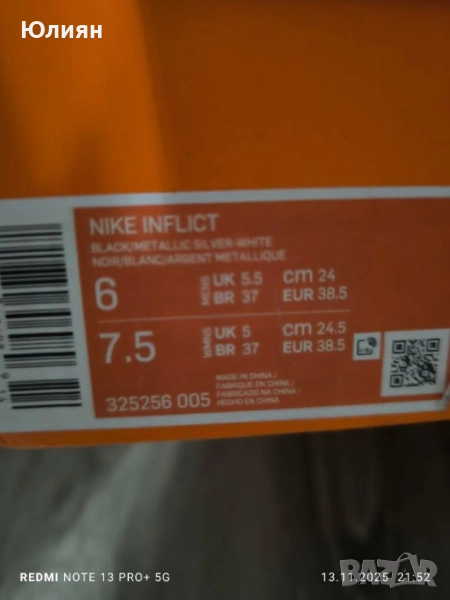 Юлиян
NIKE INFLICT
BLACK/METALLIC SILVER-WHITE
NOIR/BLANC/ARGENT METALLIQUE
6 MENS UK 5.5 cm 24
BR 37 EUR 38.5
7.5 WMNS UK 5 cm 24.5
BR 37 EUR 38.5
MADE IN CHINA /
FABRIQUE EN CHINE /
FABRICADO NA CHINA /
HECHO EN CHINA
325256 005
REDMI NOTE 13 PRO+ 5G
13.11.2025 21:52
BAZAR